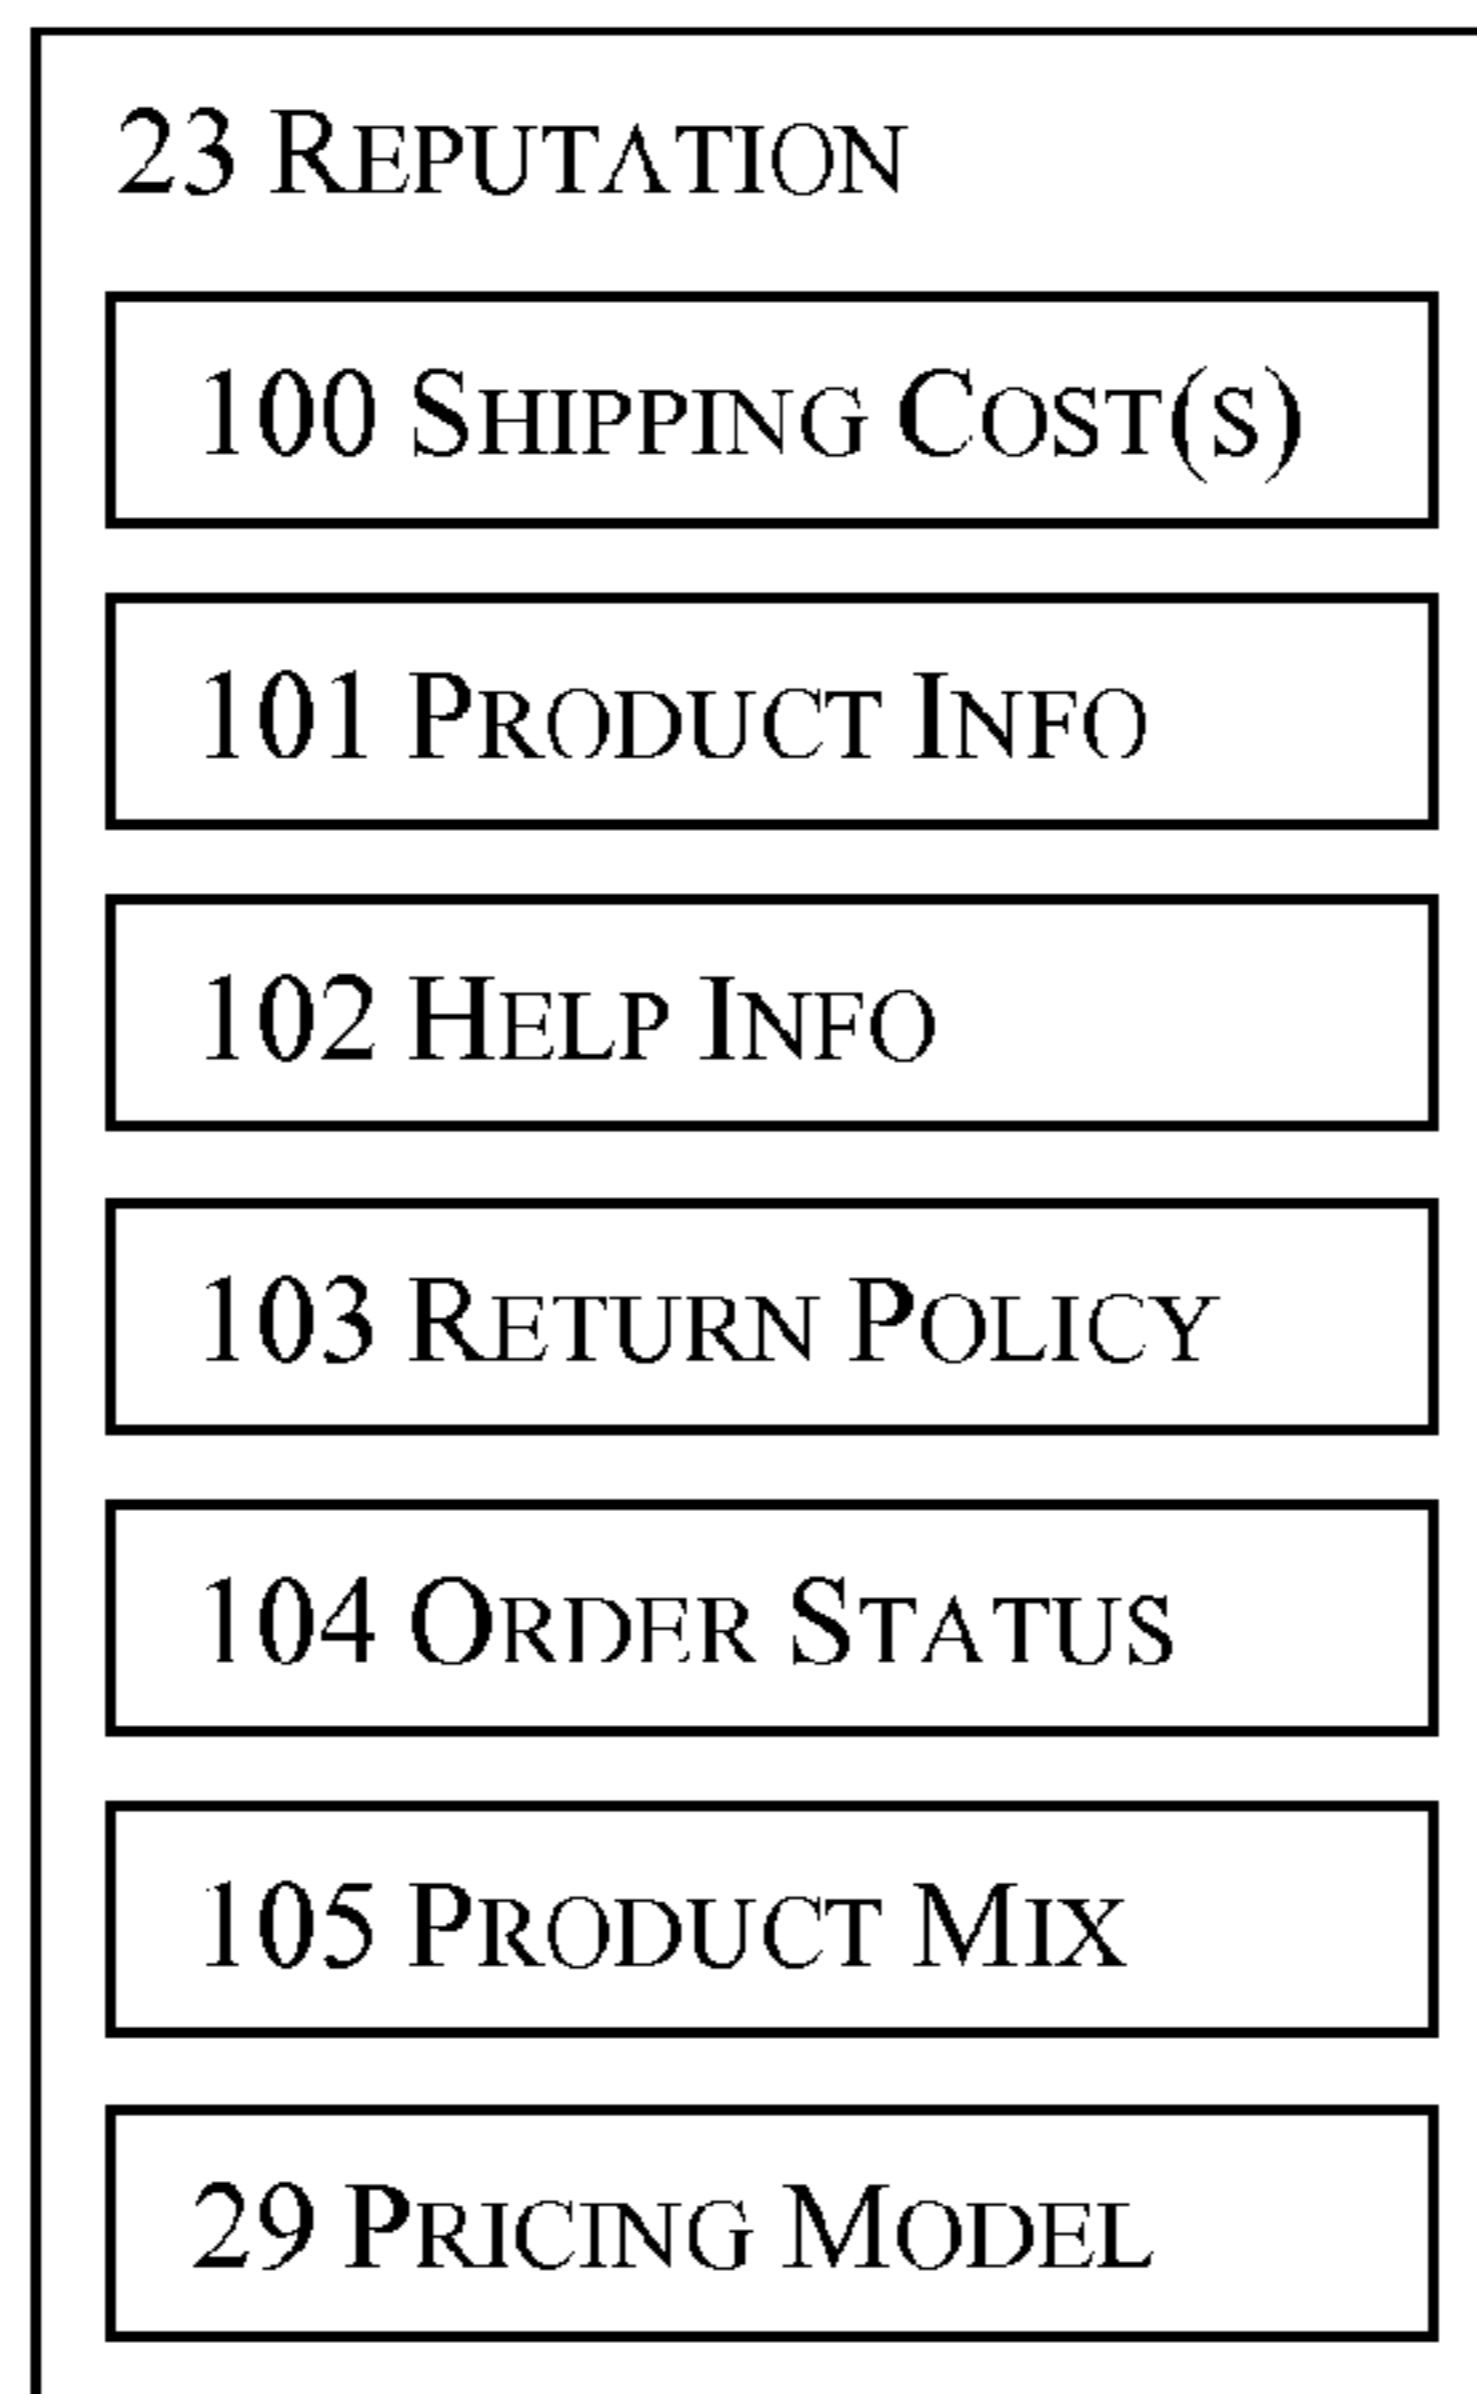 23 REPUTATION
100 SHIPPING COST(S)
101 PRODUCT INFO
102 HELP INFO
103 RETURN POLICY
104 ORDER STATUS
105 PRODUCT MIX
29 PRICING MODEL